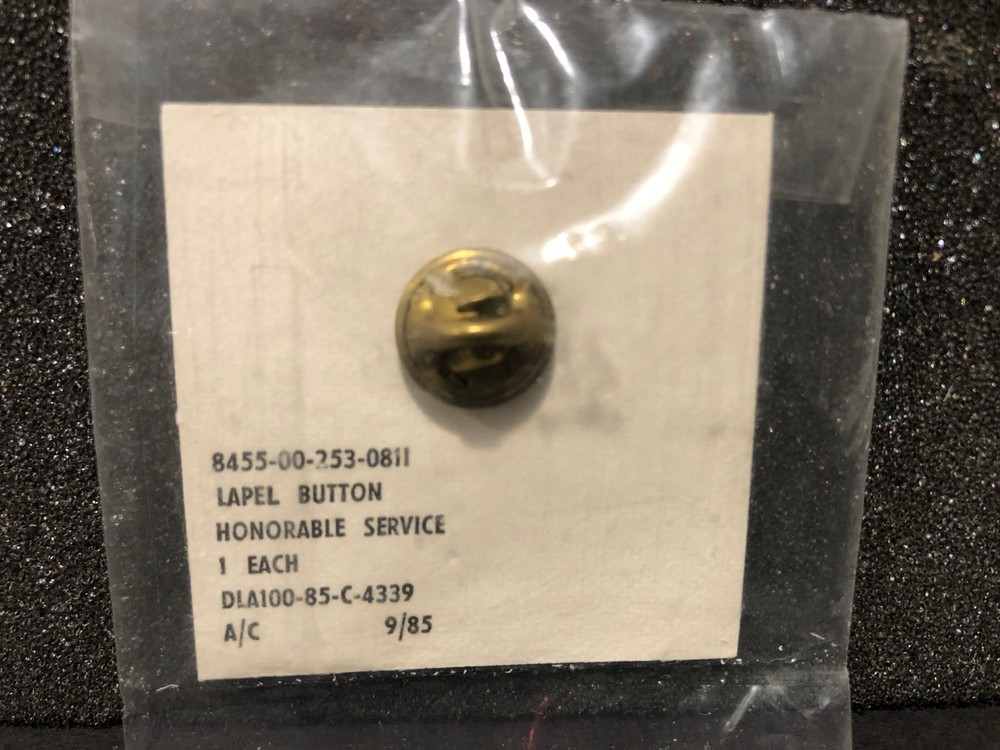 8455-00-253-0811
LAPEL BUTTON
HONORABLE SERVICE
1 EACH
DLA100-85-C-4339
A/C 9/85